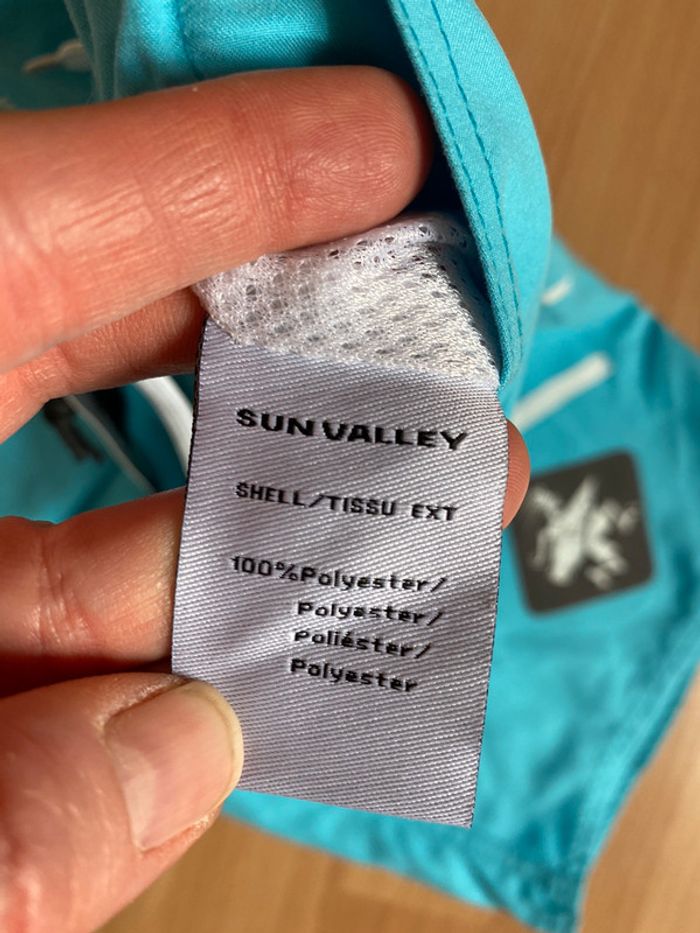 SUN VALLEY
SHELL/TISSU EXT
100%Polyester/
Polyester/
Poliéster/
Polyester